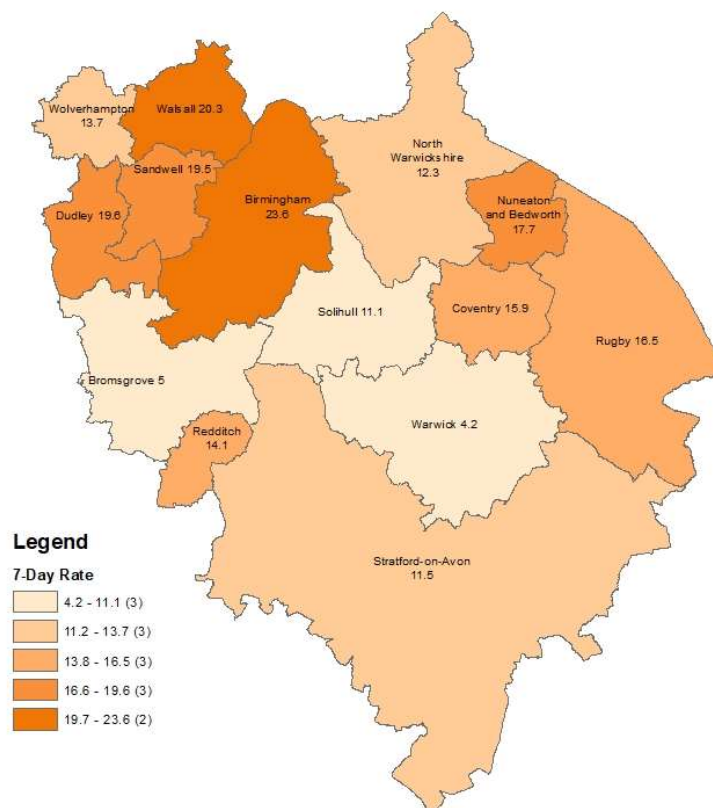 Wolverhampton
13.7
Walsall 20.3
North
Warwickshire
12.3
Sandwell 19.5
Birmingham
23.6
Dudley 19.6
Nuneaton
and Bedworth
17.7
Solihull 11.1
Coventry 15.9
Rugby 16.5
Bromsgrove 5
Warwick 4.2
Redditch
14.1
Stratford-on-Avon
11.5
Legend
7-Day Rate
4.2 - 11.1 (3)
11.2 - 13.7 (3)
13.8 - 16.5 (3)
16.6 - 19.6 (3)
19.7 - 23.6 (2)